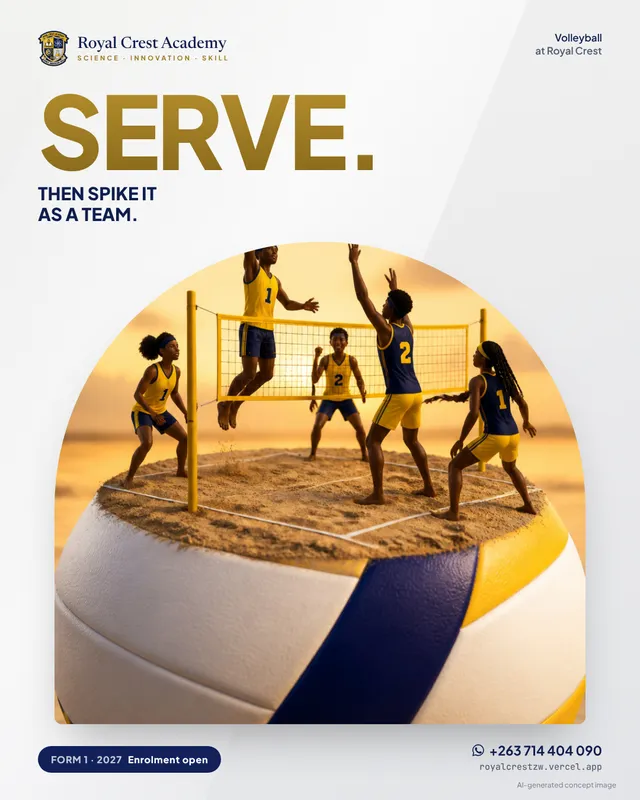 Royal Crest Academy
SCIENCE · INNOVATION · SKILL
Volleyball
at Royal Crest
SERVE.
THEN SPIKE IT
AS A TEAM.
1
2
1
2
1
FORM 1 · 2027 Enrolment open
+263 714 404 090
royalcrestzw.vercel.app
AI-generated concept image